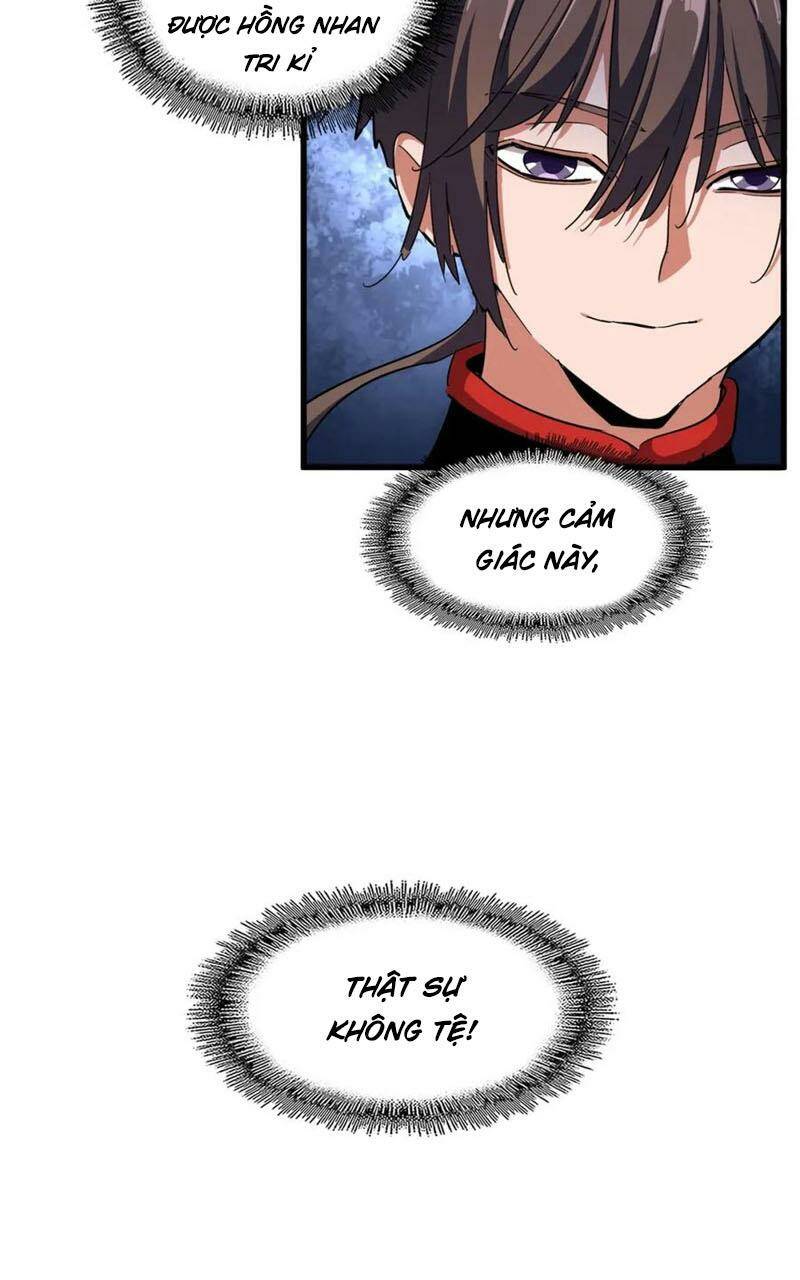 ĐƯỢC HỒNG NHAN
TRI KỈ
NHƯNG CẢM
GIÁC NÀY,
THẬT SỰ
KHÔNG TỆ!